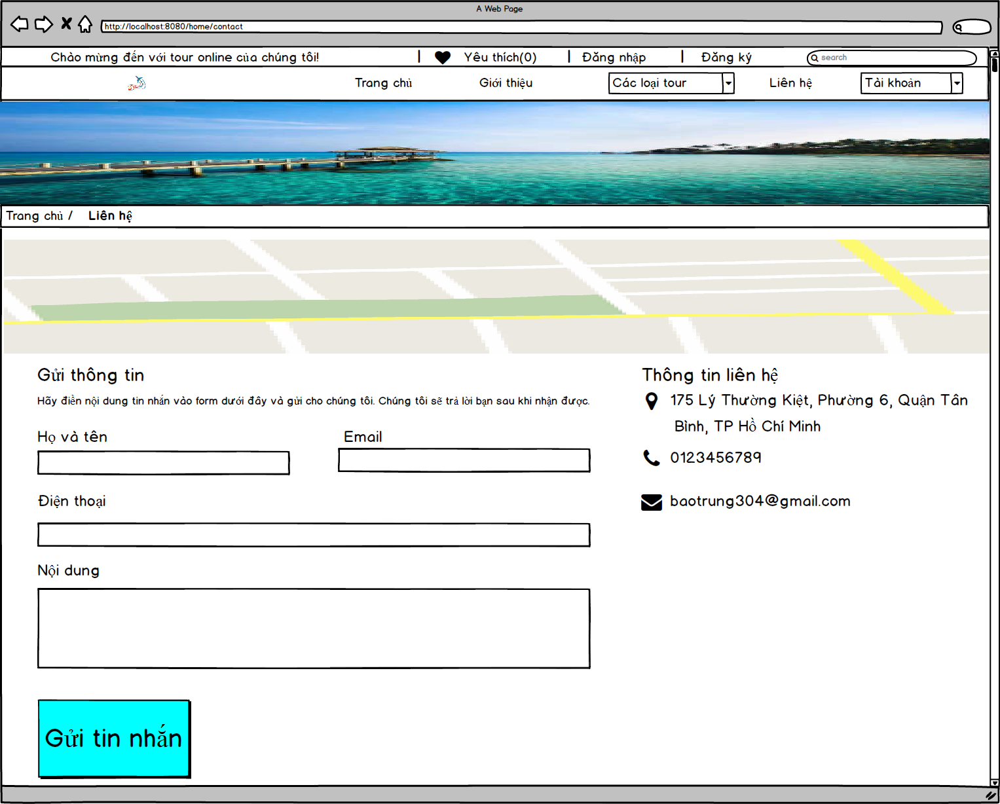 A Web Page
http://localhost:8080/home/contact
Chào mừng đến với tour online của chúng tôi! | Yêu thích(0) | Đăng nhập | Đăng ký search
Trang chủ Giới thiệu Các loại tour Liên hệ Tài khoản
Trang chủ / Liên hệ
Gửi thông tin
Hãy điền nội dung tin nhắn vào form dưới đây và gửi cho chúng tôi. Chúng tôi sẽ trả lời bạn sau khi nhận được.
Họ và tên Email
Điện thoại
Nội dung
Gửi tin nhắn
Thông tin liên hệ
175 Lý Thường Kiệt, Phường 6, Quận Tân
Bình, TP Hồ Chí Minh
0123456789
baotrung304@gmail.com